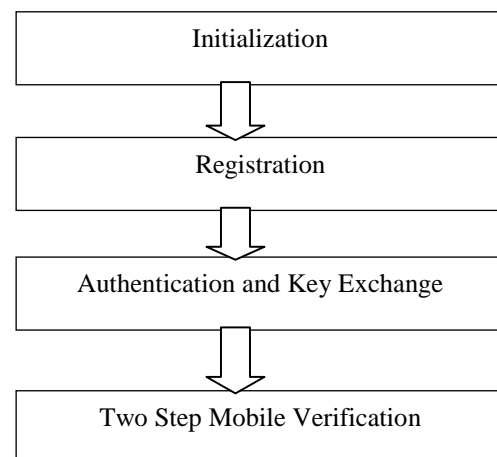 Initialization
Registration
Authentication and Key Exchange
Two Step Mobile Verification